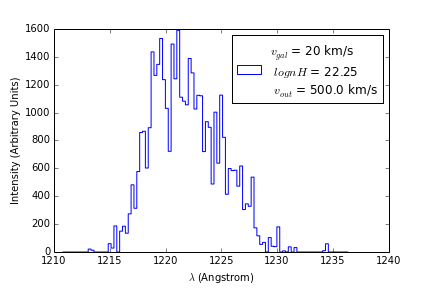 1600
1400
1200
1000
800
600
400
200
0
Intensity (Arbitrary Units)
v_gal = 20 km/s
lognH = 22.25
v_out = 500.0 km/s
1210 1215 1220 1225 1230 1235 1240
λ (Angstrom)